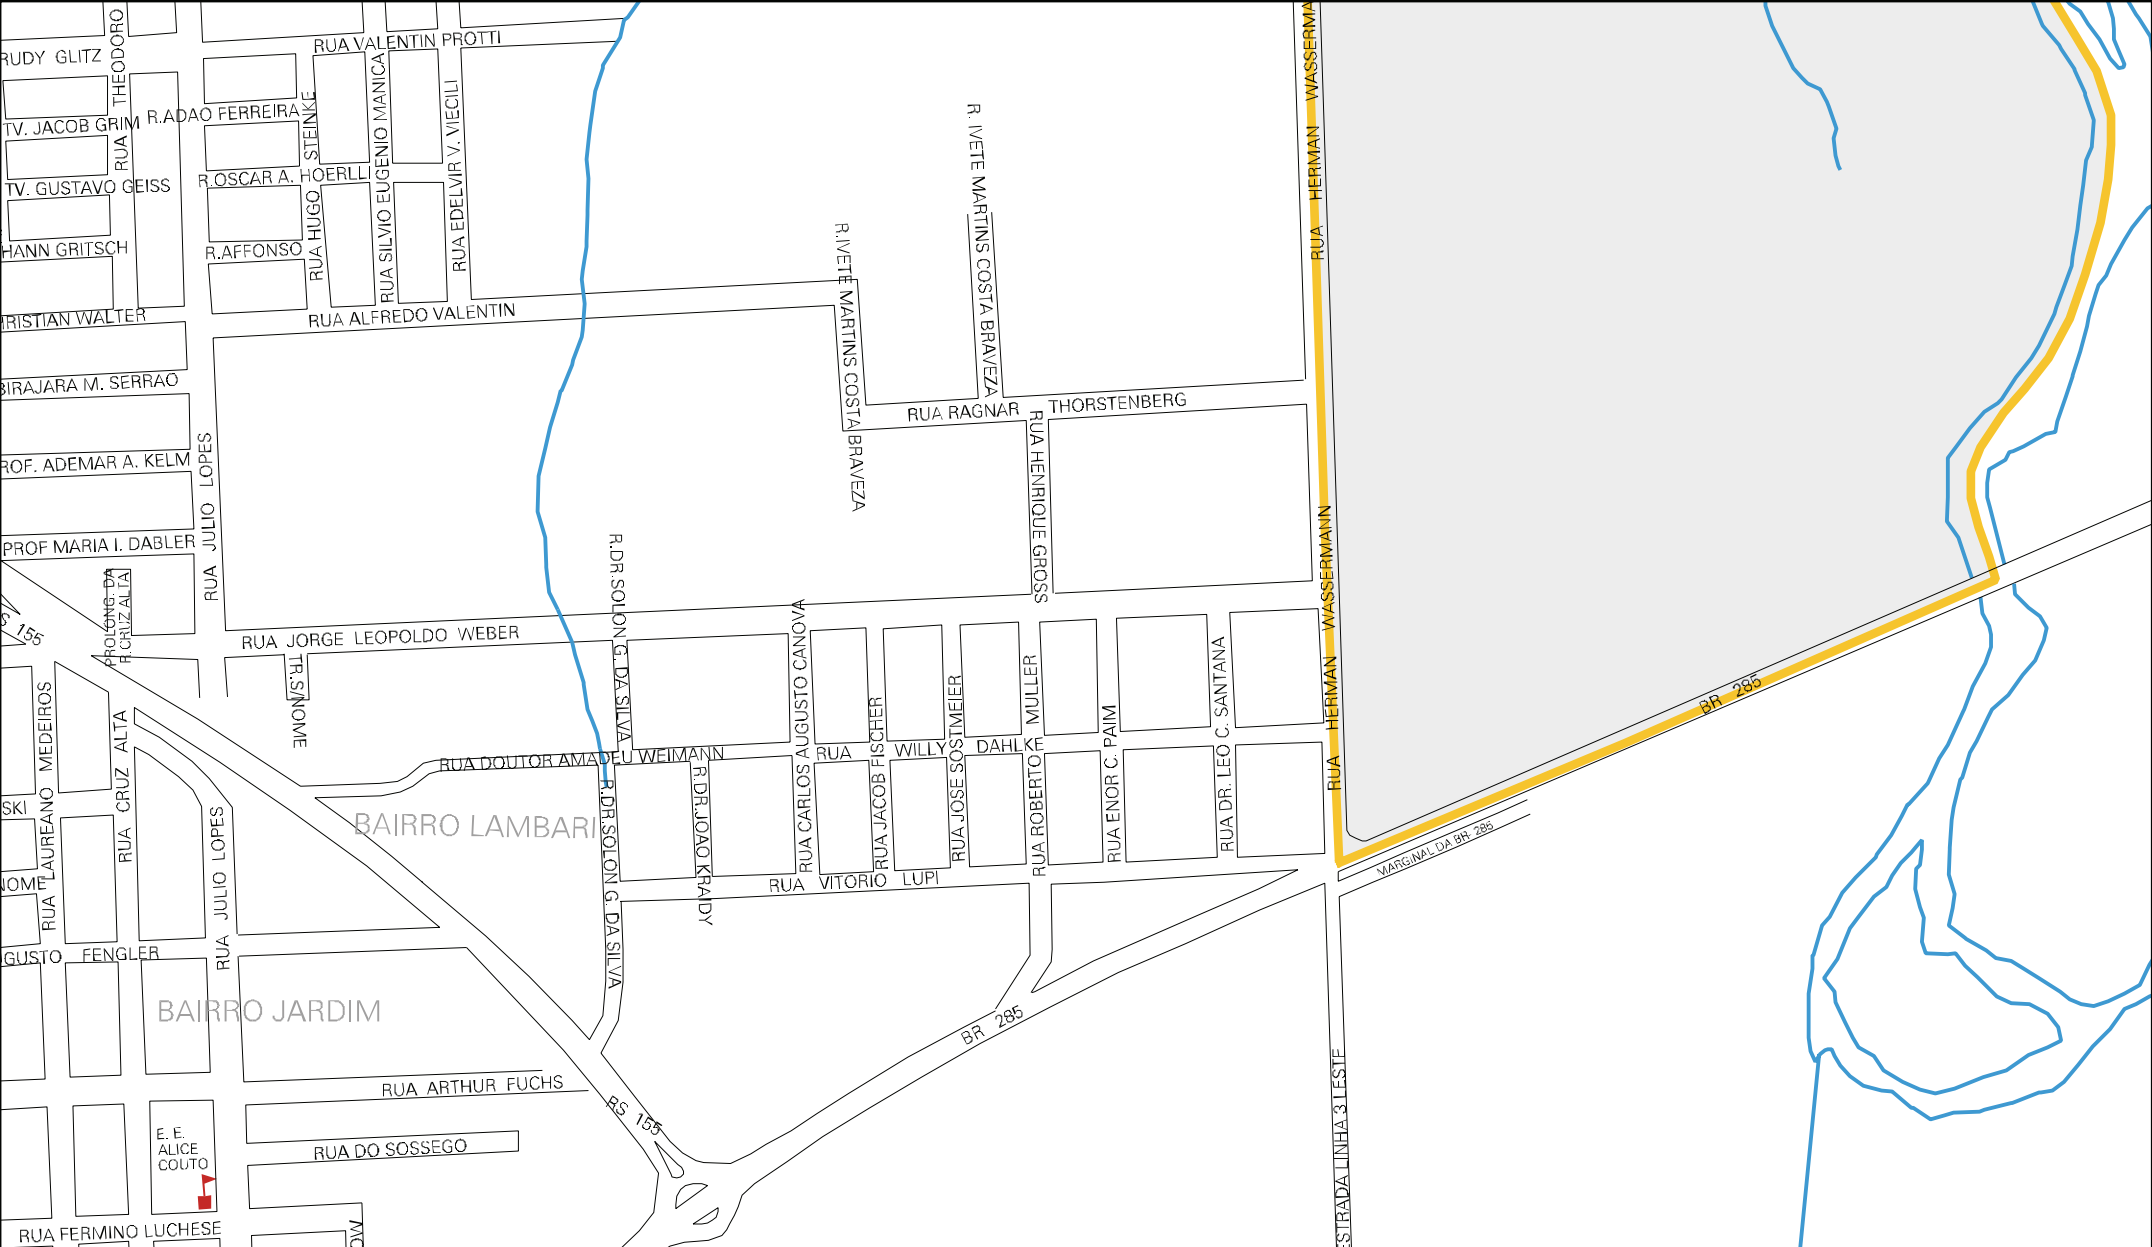 RUA VALENTIN PROTTI
RUDY GLITZ
RUA THEODORO
R.ADAO FERREIRA
TV. JACOB GRIM
RUA HUGO STEINKE
RUA SILVIO EUGENIO MANICA
RUA EDELVIR V. VIECILI
R.OSCAR A. HOERLLI
TV. GUSTAVO GEISS
HANN GRITSCH
R.AFFONSO
RISTIAN WALTER
RUA ALFREDO VALENTIN
R.IVETE MARTINS COSTA BRAVEZA
R. IVETE MARTINS COSTA BRAVEZA
RUA HERMAN WASSERMA
BIRAJARA M. SERRAO
RUA RAGNAR THORSTENBERG
ROF. ADEMAR A. KELM
RUA JULIO LOPES
RUA HENRIQUE GROSS
PROF MARIA I. DABLER
PROLONG. DA
R.CRUZ ALTA
S 155
RUA JORGE LEOPOLDO WEBER
TR.S/NOME
R.DR.SOLON G. DA SILVA
RUA CARLOS AUGUSTO CANOVA
RUA JACOB FISCHER
RUA JOSE SOSTMEIER
RUA ROBERTO MULLER
RUA ENOR C. PAIM
RUA DR. LEO C. SANTANA
RUA HERMAN WASSERMANN
BR 285
RUA DOUTOR AMADEU WEIMANN
RUA WILLY DAHLKE
R.DR.JOAO KRAIDY
R.DR.SOLON G. DA SILVA
BAIRRO LAMBARI
RUA LAUREANO MEDEIROS
RUA CRUZ ALTA
RUA JULIO LOPES
SKI
NOME
MARGINAL DA BR 285
RUA VITORIO LUPI
GUSTO FENGLER
BAIRRO JARDIM
BR 285
RUA ARTHUR FUCHS
RS 155
RUA DO SOSSEGO
E. E.
ALICE
COUTO
RUA FERMINO LUCHESE
MO
ESTRADA LINHA 3 LESTE